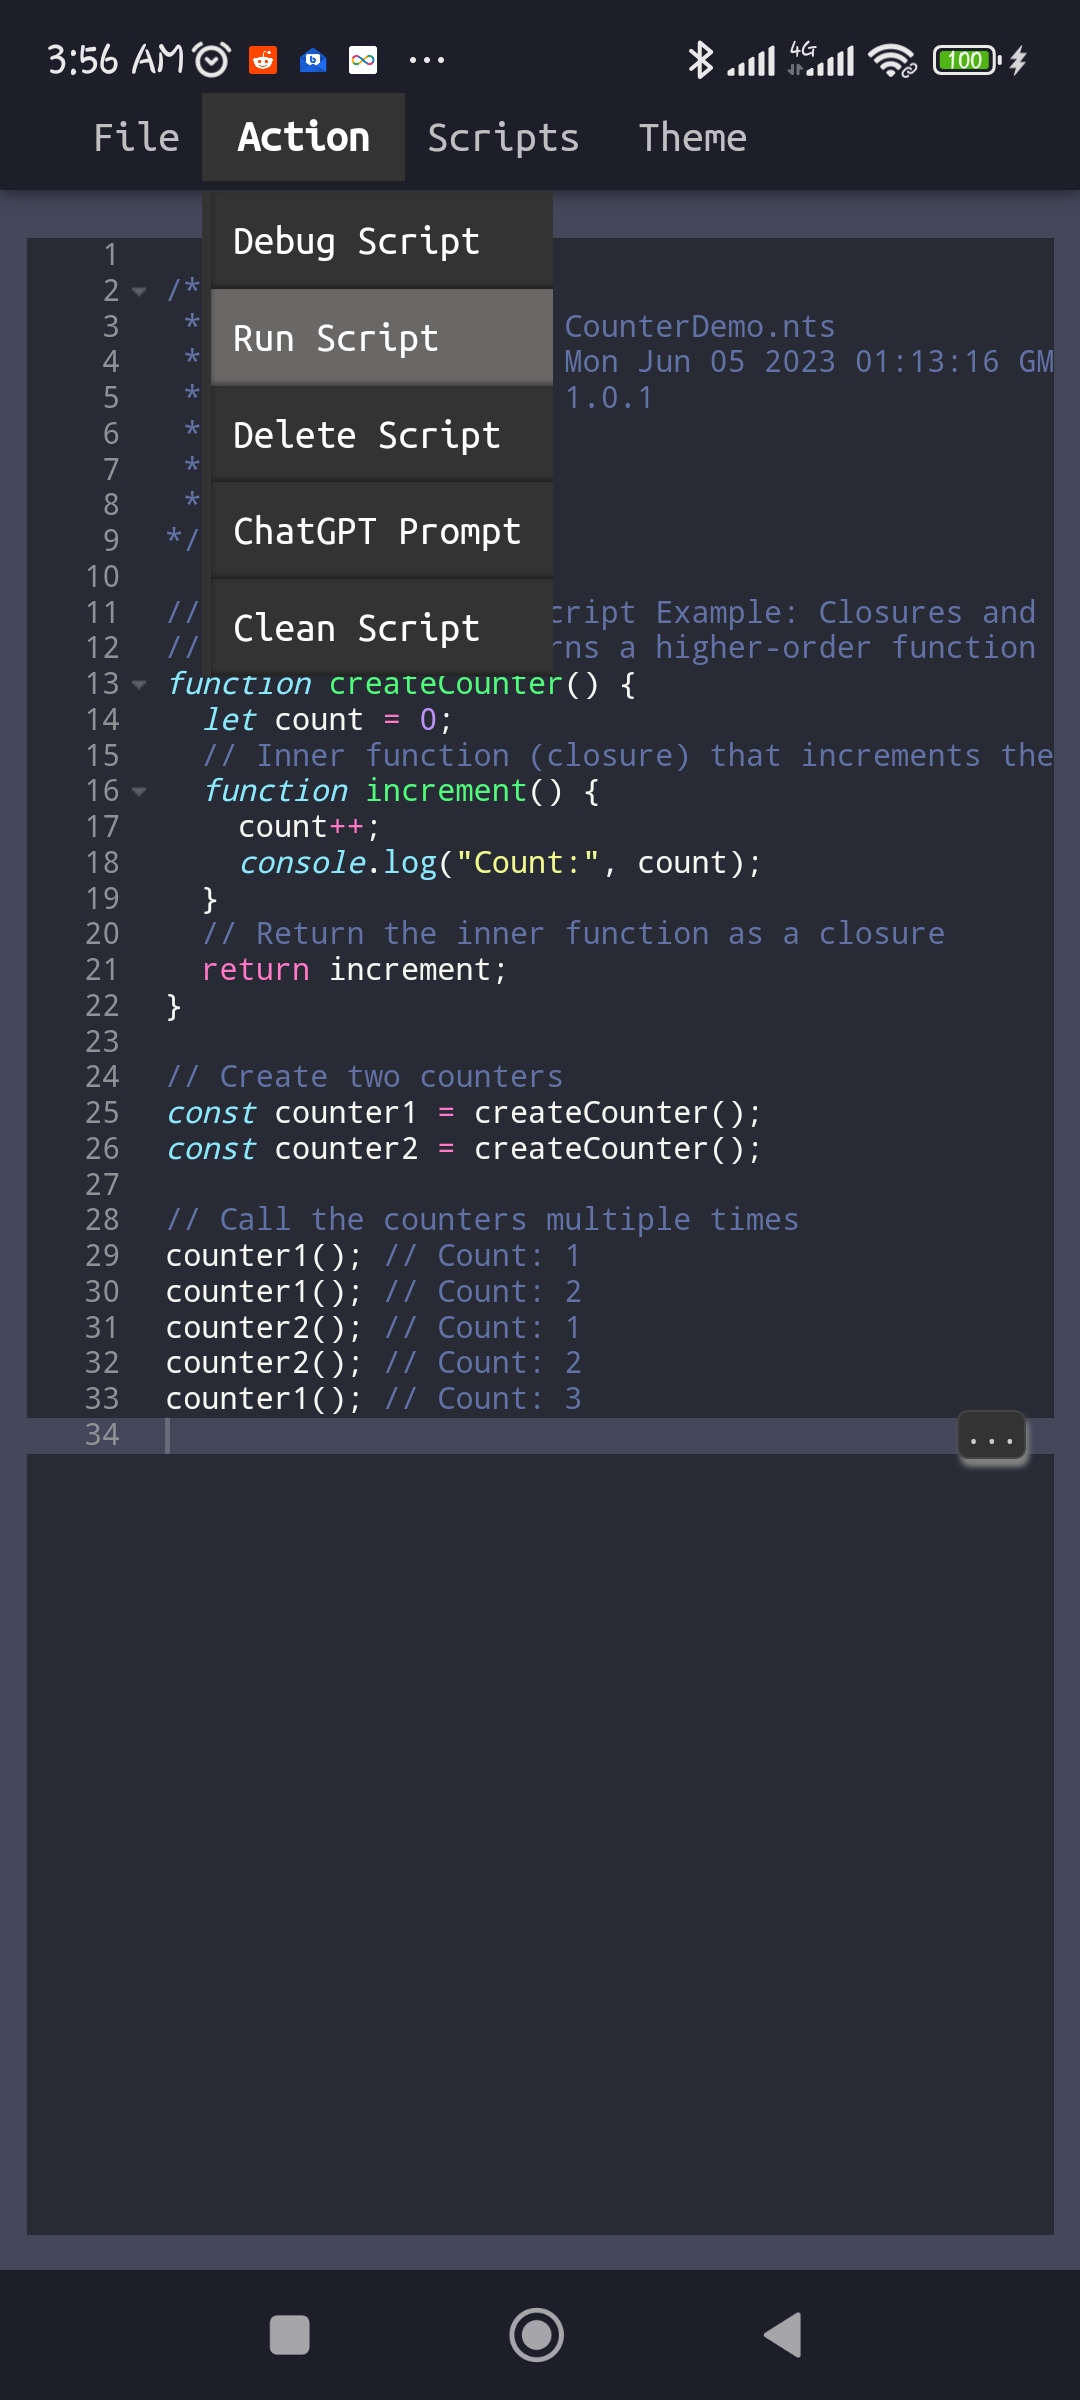 3:56 AM ... 4G 100
File Action Scripts Theme
Debug Script
Run Script
Delete Script
ChatGPT Prompt
Clean Script
1
2 /*
3 * CounterDemo.nts
4 * Mon Jun 05 2023 01:13:16 GM
5 * 1.0.1
6 *
7 *
8 *
9 */
10
11 // cript Example: Closures and
12 // rns a higher-order function
13 function createCounter() {
14 let count = 0;
15 // Inner function (closure) that increments the
16 function increment() {
17 count++;
18 console.log("Count:", count);
19 }
20 // Return the inner function as a closure
21 return increment;
22 }
23
24 // Create two counters
25 const counter1 = createCounter();
26 const counter2 = createCounter();
27
28 // Call the counters multiple times
29 counter1(); // Count: 1
30 counter1(); // Count: 2
31 counter2(); // Count: 1
32 counter2(); // Count: 2
33 counter1(); // Count: 3
34 ...